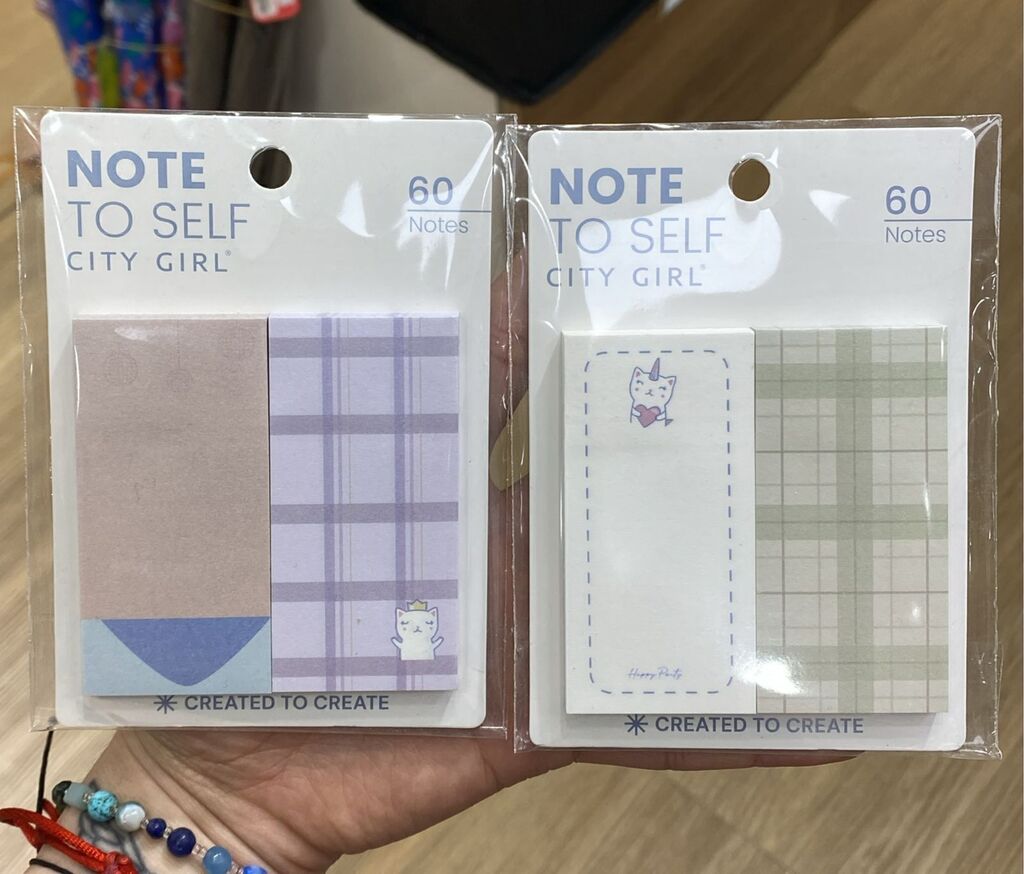 NOTE
TO SELF
CITY GIRL®
60
Notes
CREATED TO CREATE
NOTE
TO SELF
CITY GIRL®
60
Notes
Happy Parts
CREATED TO CREATE